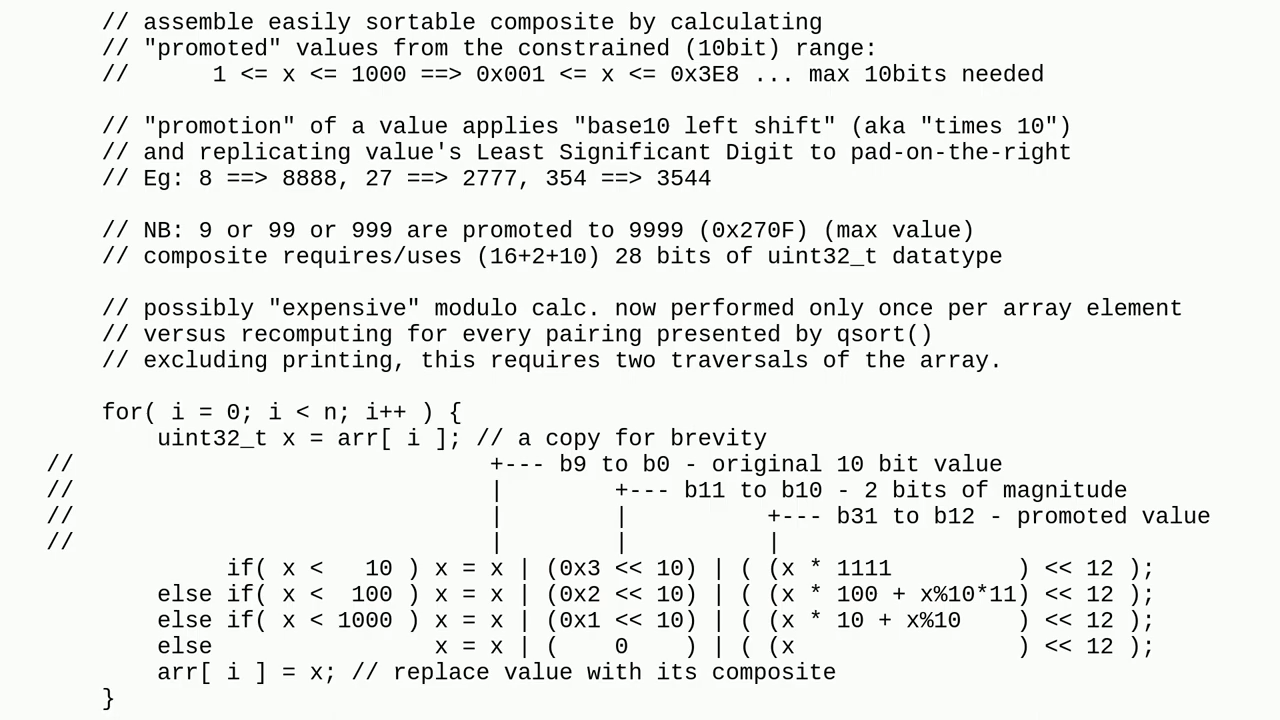 // assemble easily sortable composite by calculating
// "promoted" values from the constrained (10bit) range:
//      1 <= x <= 1000 ==> 0x001 <= x <= 0x3E8 ... max 10bits needed

// "promotion" of a value applies "base10 left shift" (aka "times 10")
// and replicating value's Least Significant Digit to pad-on-the-right
// Eg: 8 ==> 8888, 27 ==> 2777, 354 ==> 3544

// NB: 9 or 99 or 999 are promoted to 9999 (0x270F) (max value)
// composite requires/uses (16+2+10) 28 bits of uint32_t datatype

// possibly "expensive" modulo calc. now performed only once per array element
// versus recomputing for every pairing presented by qsort()
// excluding printing, this requires two traversals of the array.

    for( i = 0; i < n; i++ ) {
        uint32_t x = arr[ i ]; // a copy for brevity
//                              +--- b9 to b0 - original 10 bit value
//                              |        +--- b11 to b10 - 2 bits of magnitude
//                              |        |          +--- b31 to b12 - promoted value
//                              |        |          |
             if( x <   10 ) x = x | (0x3 << 10) | ( (x * 1111         ) << 12 );
        else if( x <  100 ) x = x | (0x2 << 10) | ( (x * 100 + x%10*11) << 12 );
        else if( x < 1000 ) x = x | (0x1 << 10) | ( (x * 10 + x%10    ) << 12 );
        else                x = x | (    0    ) | ( (x                ) << 12 );
        arr[ i ] = x; // replace value with its composite
    }